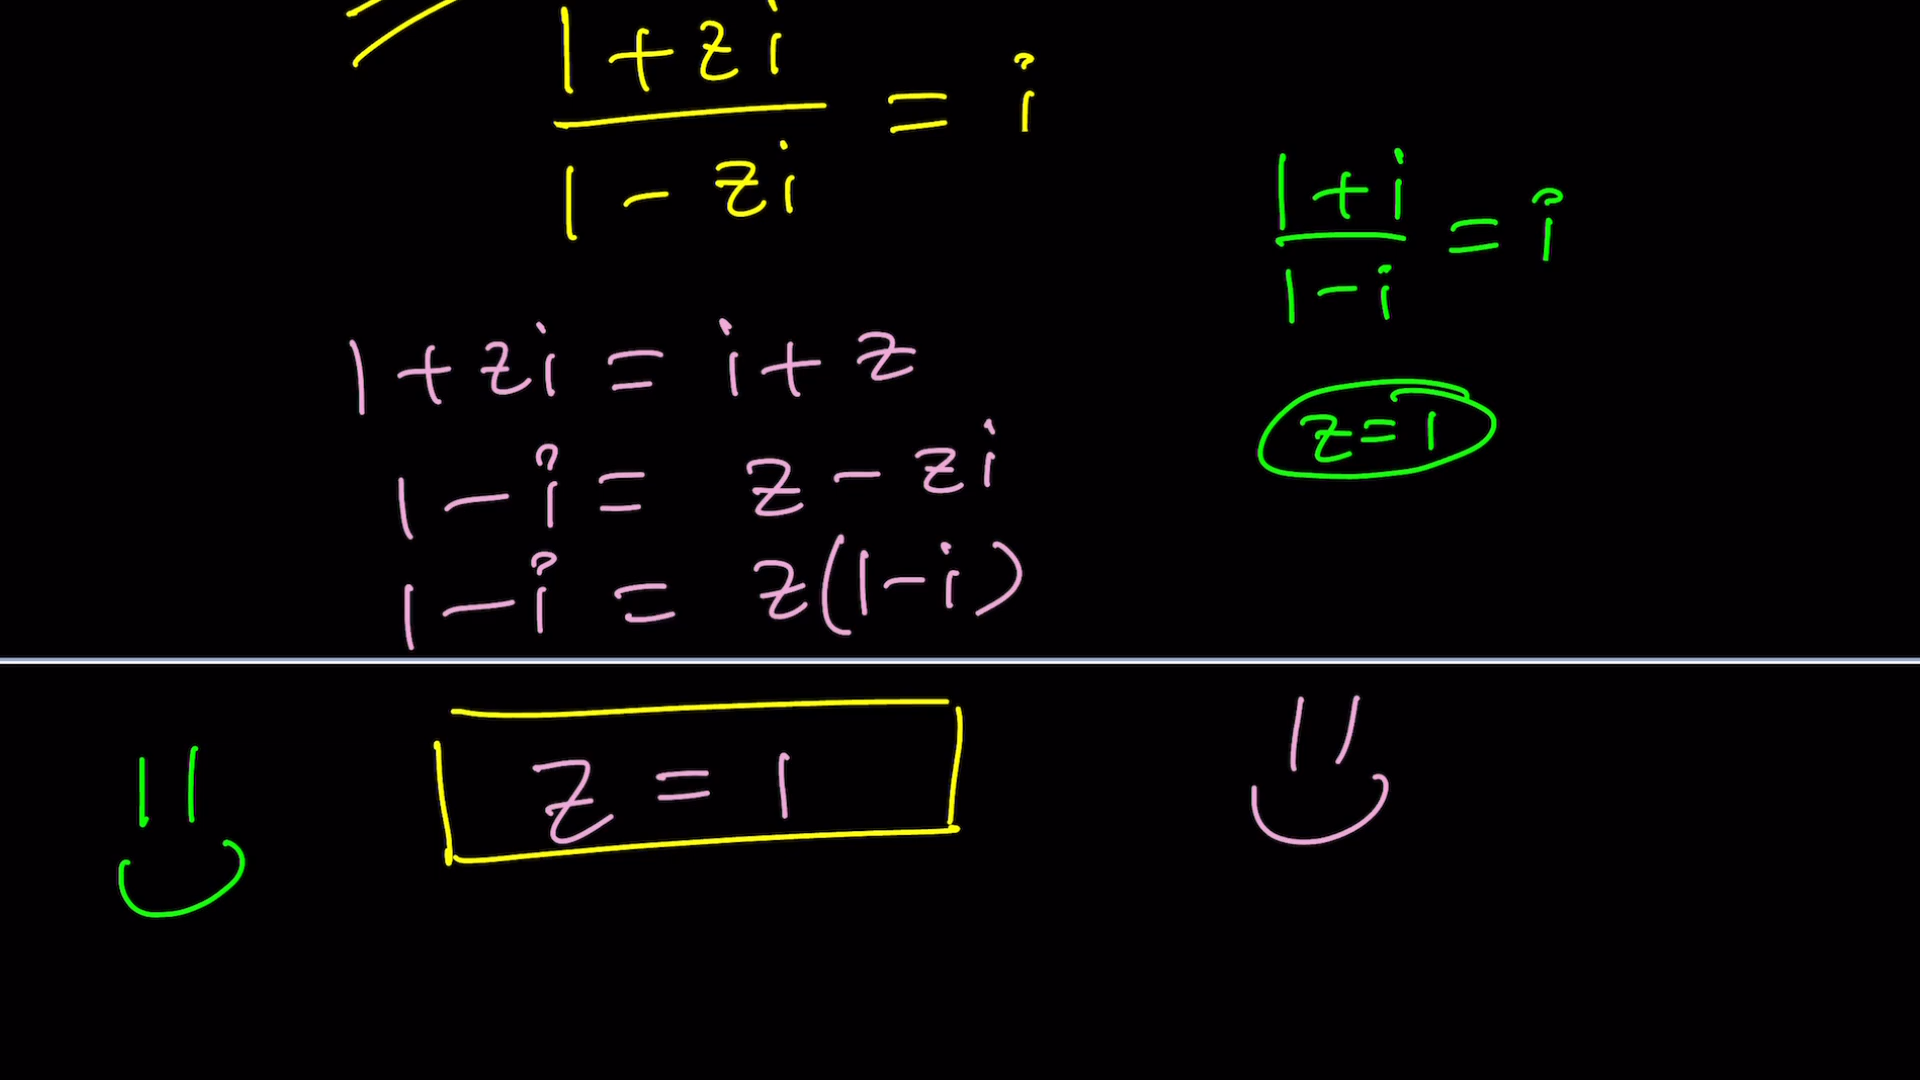 1+zi
1-zi = i
1+zi = i+z
1-i = z-zi
1-i = z(1-i)
z=1
1+i
1-i = i
z=1